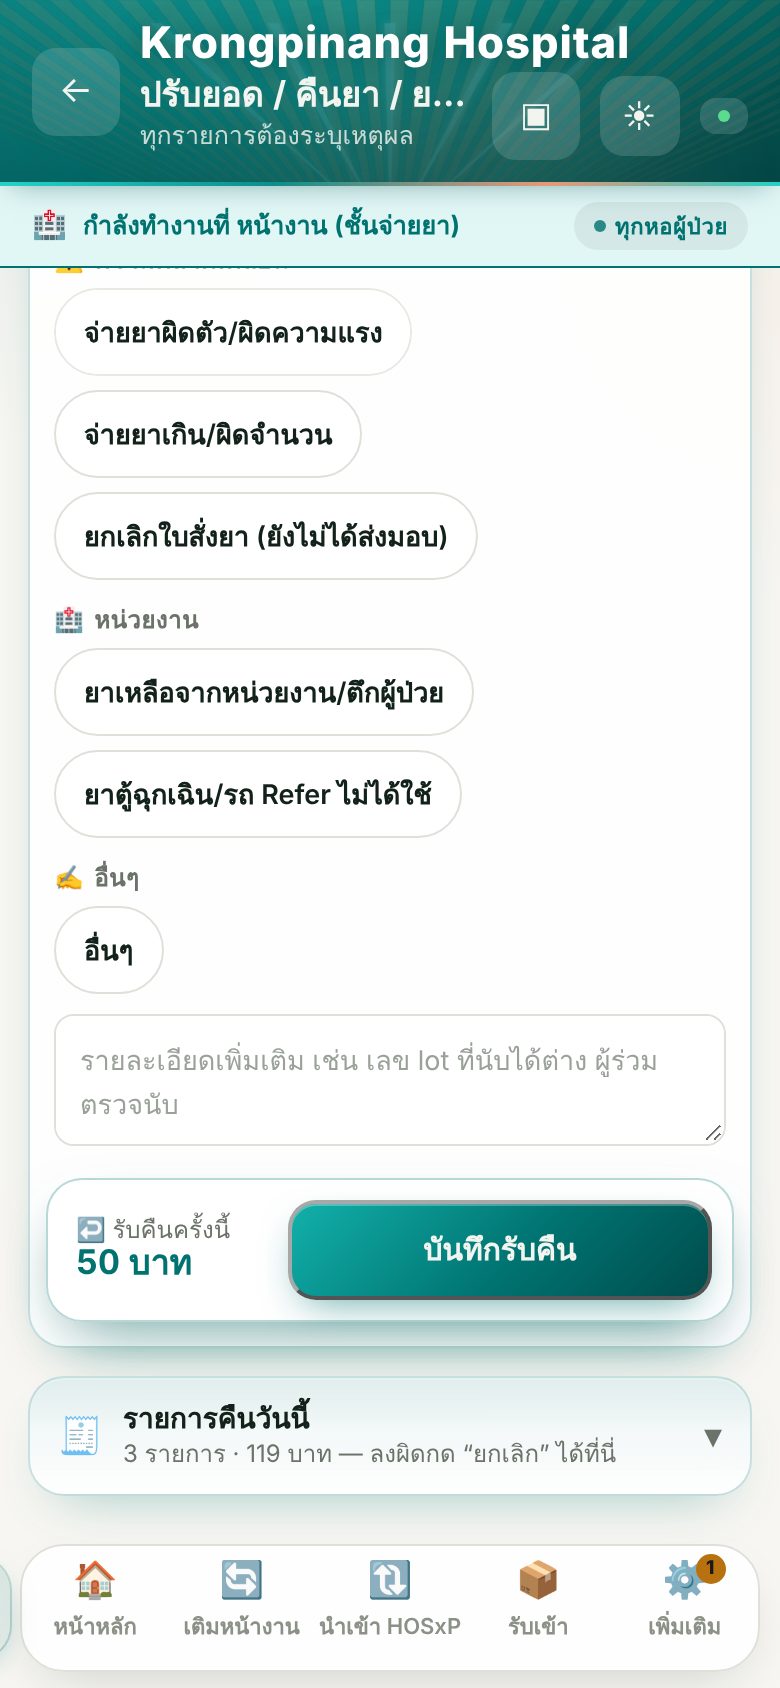 Krongpinang Hospital
ปรับยอด / คืนยา / ย...
ทุกรายการต้องระบุเหตุผล
กำลังทำงานที่ หน้างาน (ชั้นจ่ายยา)
ทุกหอผู้ป่วย
จ่ายยาผิดตัว/ผิดความแรง
จ่ายยาเกิน/ผิดจำนวน
ยกเลิกใบสั่งยา (ยังไม่ได้ส่งมอบ)
หน่วยงาน
ยาเหลือจากหน่วยงาน/ตึกผู้ป่วย
ยาตู้ฉุกเฉิน/รถ Refer ไม่ได้ใช้
อื่นๆ
อื่นๆ
รายละเอียดเพิ่มเติม เช่น เลข lot ที่นับได้ต่าง ผู้ร่วม
ตรวจนับ
รับคืนครั้งนี้
50 บาท
บันทึกรับคืน
รายการคืนวันนี้
3 รายการ · 119 บาท — ลงผิดกด “ยกเลิก” ได้ที่นี่
1
หน้าหลัก
เติมหน้างาน
นำเข้า HOSxP
รับเข้า
เพิ่มเติม